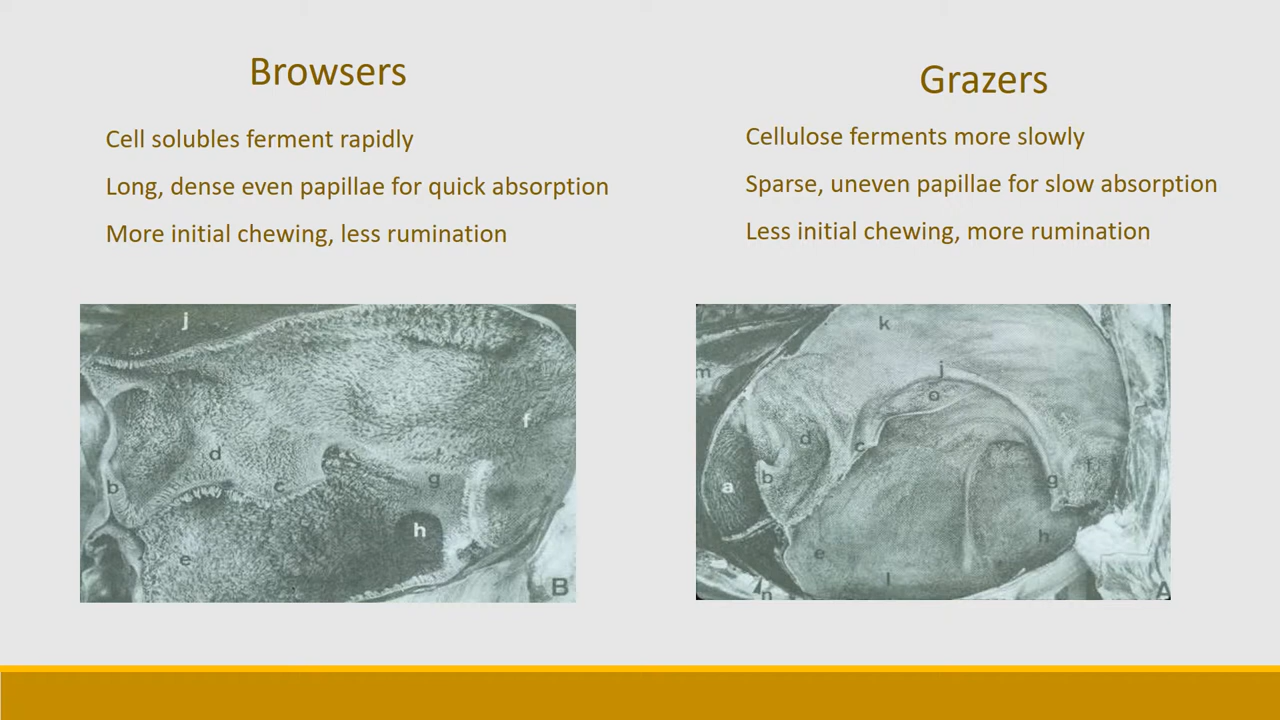 Browsers
Cell solubles ferment rapidly
Long, dense even papillae for quick absorption
More initial chewing, less rumination
j
f
d
g
b
c
h
e
B
Grazers
Cellulose ferments more slowly
Sparse, uneven papillae for slow absorption
Less initial chewing, more rumination
k
m
j
o
d
c
f
b
g
a
h
e
l
n
A